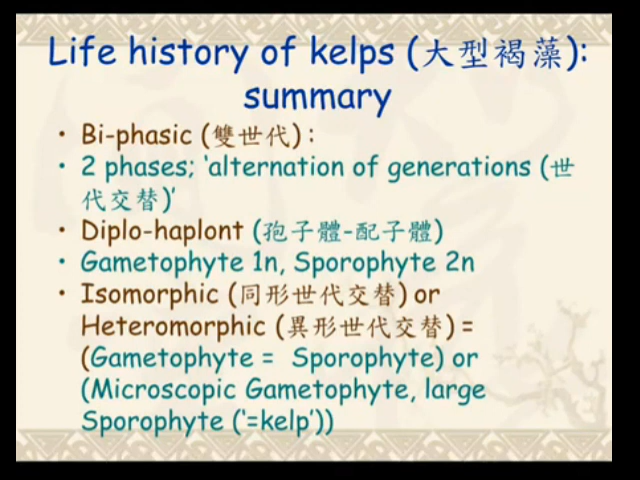 Life history of kelps (大型褐藻):
summary
• Bi-phasic (雙世代) :
• 2 phases; ‘alternation of generations (世
代交替)’
• Diplo-haplont (孢子體-配子體)
• Gametophyte 1n, Sporophyte 2n
• Isomorphic (同形世代交替) or
Heteromorphic (異形世代交替) =
(Gametophyte = Sporophyte) or
(Microscopic Gametophyte, large
Sporophyte (‘=kelp’))